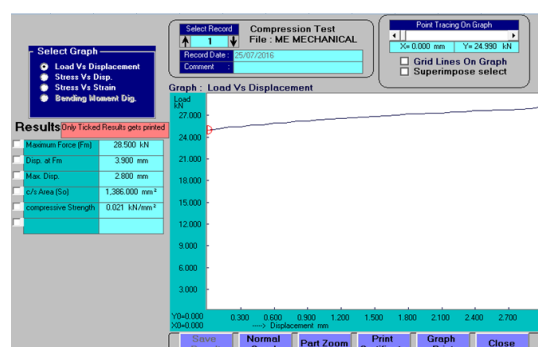 Select Record
1
Compression Test
File : ME MECHANICAL
Record Date :
25/07/2016
Comment :
Point Tracing On Graph
X= 0.000 mm
Y= 24.990 kN
Grid Lines On Graph
Superimpose select
Select Graph
Load Vs Displacement
Stress Vs Disp.
Stress Vs Strain
Bending Moment Dig.
Graph : Load Vs Displacement
Results
Only Ticked Results gets printed
Maximum Force (Fm) 28.500 kN
Disp. at Fm 3.900 mm
Max. Disp. 2.800 mm
c/s Area (So) 1,386.000 mm²
compressive Strength 0.021 kN/mm²
Load
kN
27.000
24.000
21.000
18.000
15.000
12.000
9.000
6.000
3.000
Y0=0.000
X0=0.000
0.300 0.600 0.900 1.200 1.500 1.800 2.100 2.400 2.700
----> Displacement mm
Save
Normal
Part Zoom
Print
Graph
Close